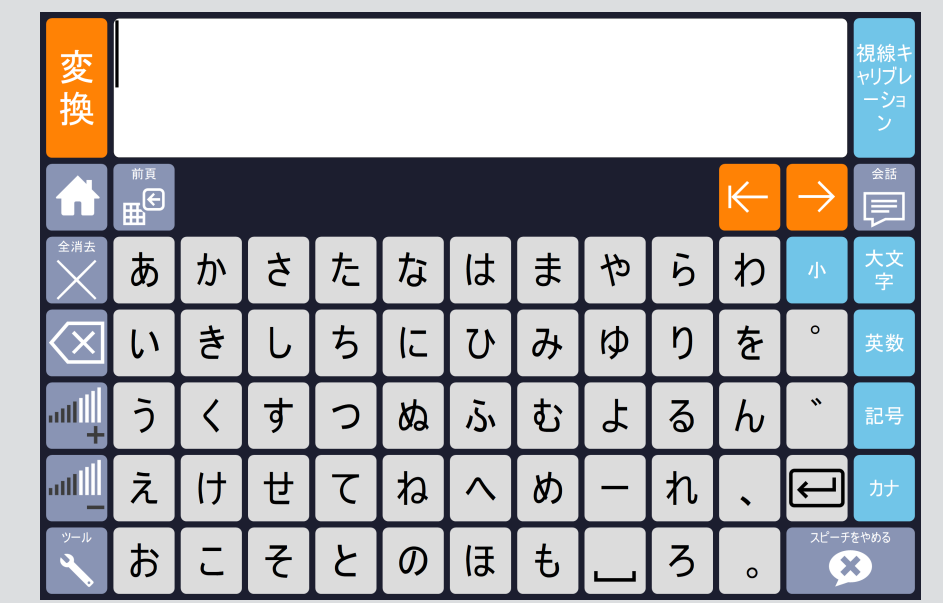 変換
視線キャリブレーション
前頁
会話
全消去
あ か さ た な は ま や ら わ 小 大文字
い き し ち に ひ み ゆ り を ゜ 英数
う く す つ ぬ ふ む よ る ん ゛ 記号
え け せ て ね へ め ー れ 、 カナ
ツール
スピーチをやめる
お こ そ と の ほ も ろ 。